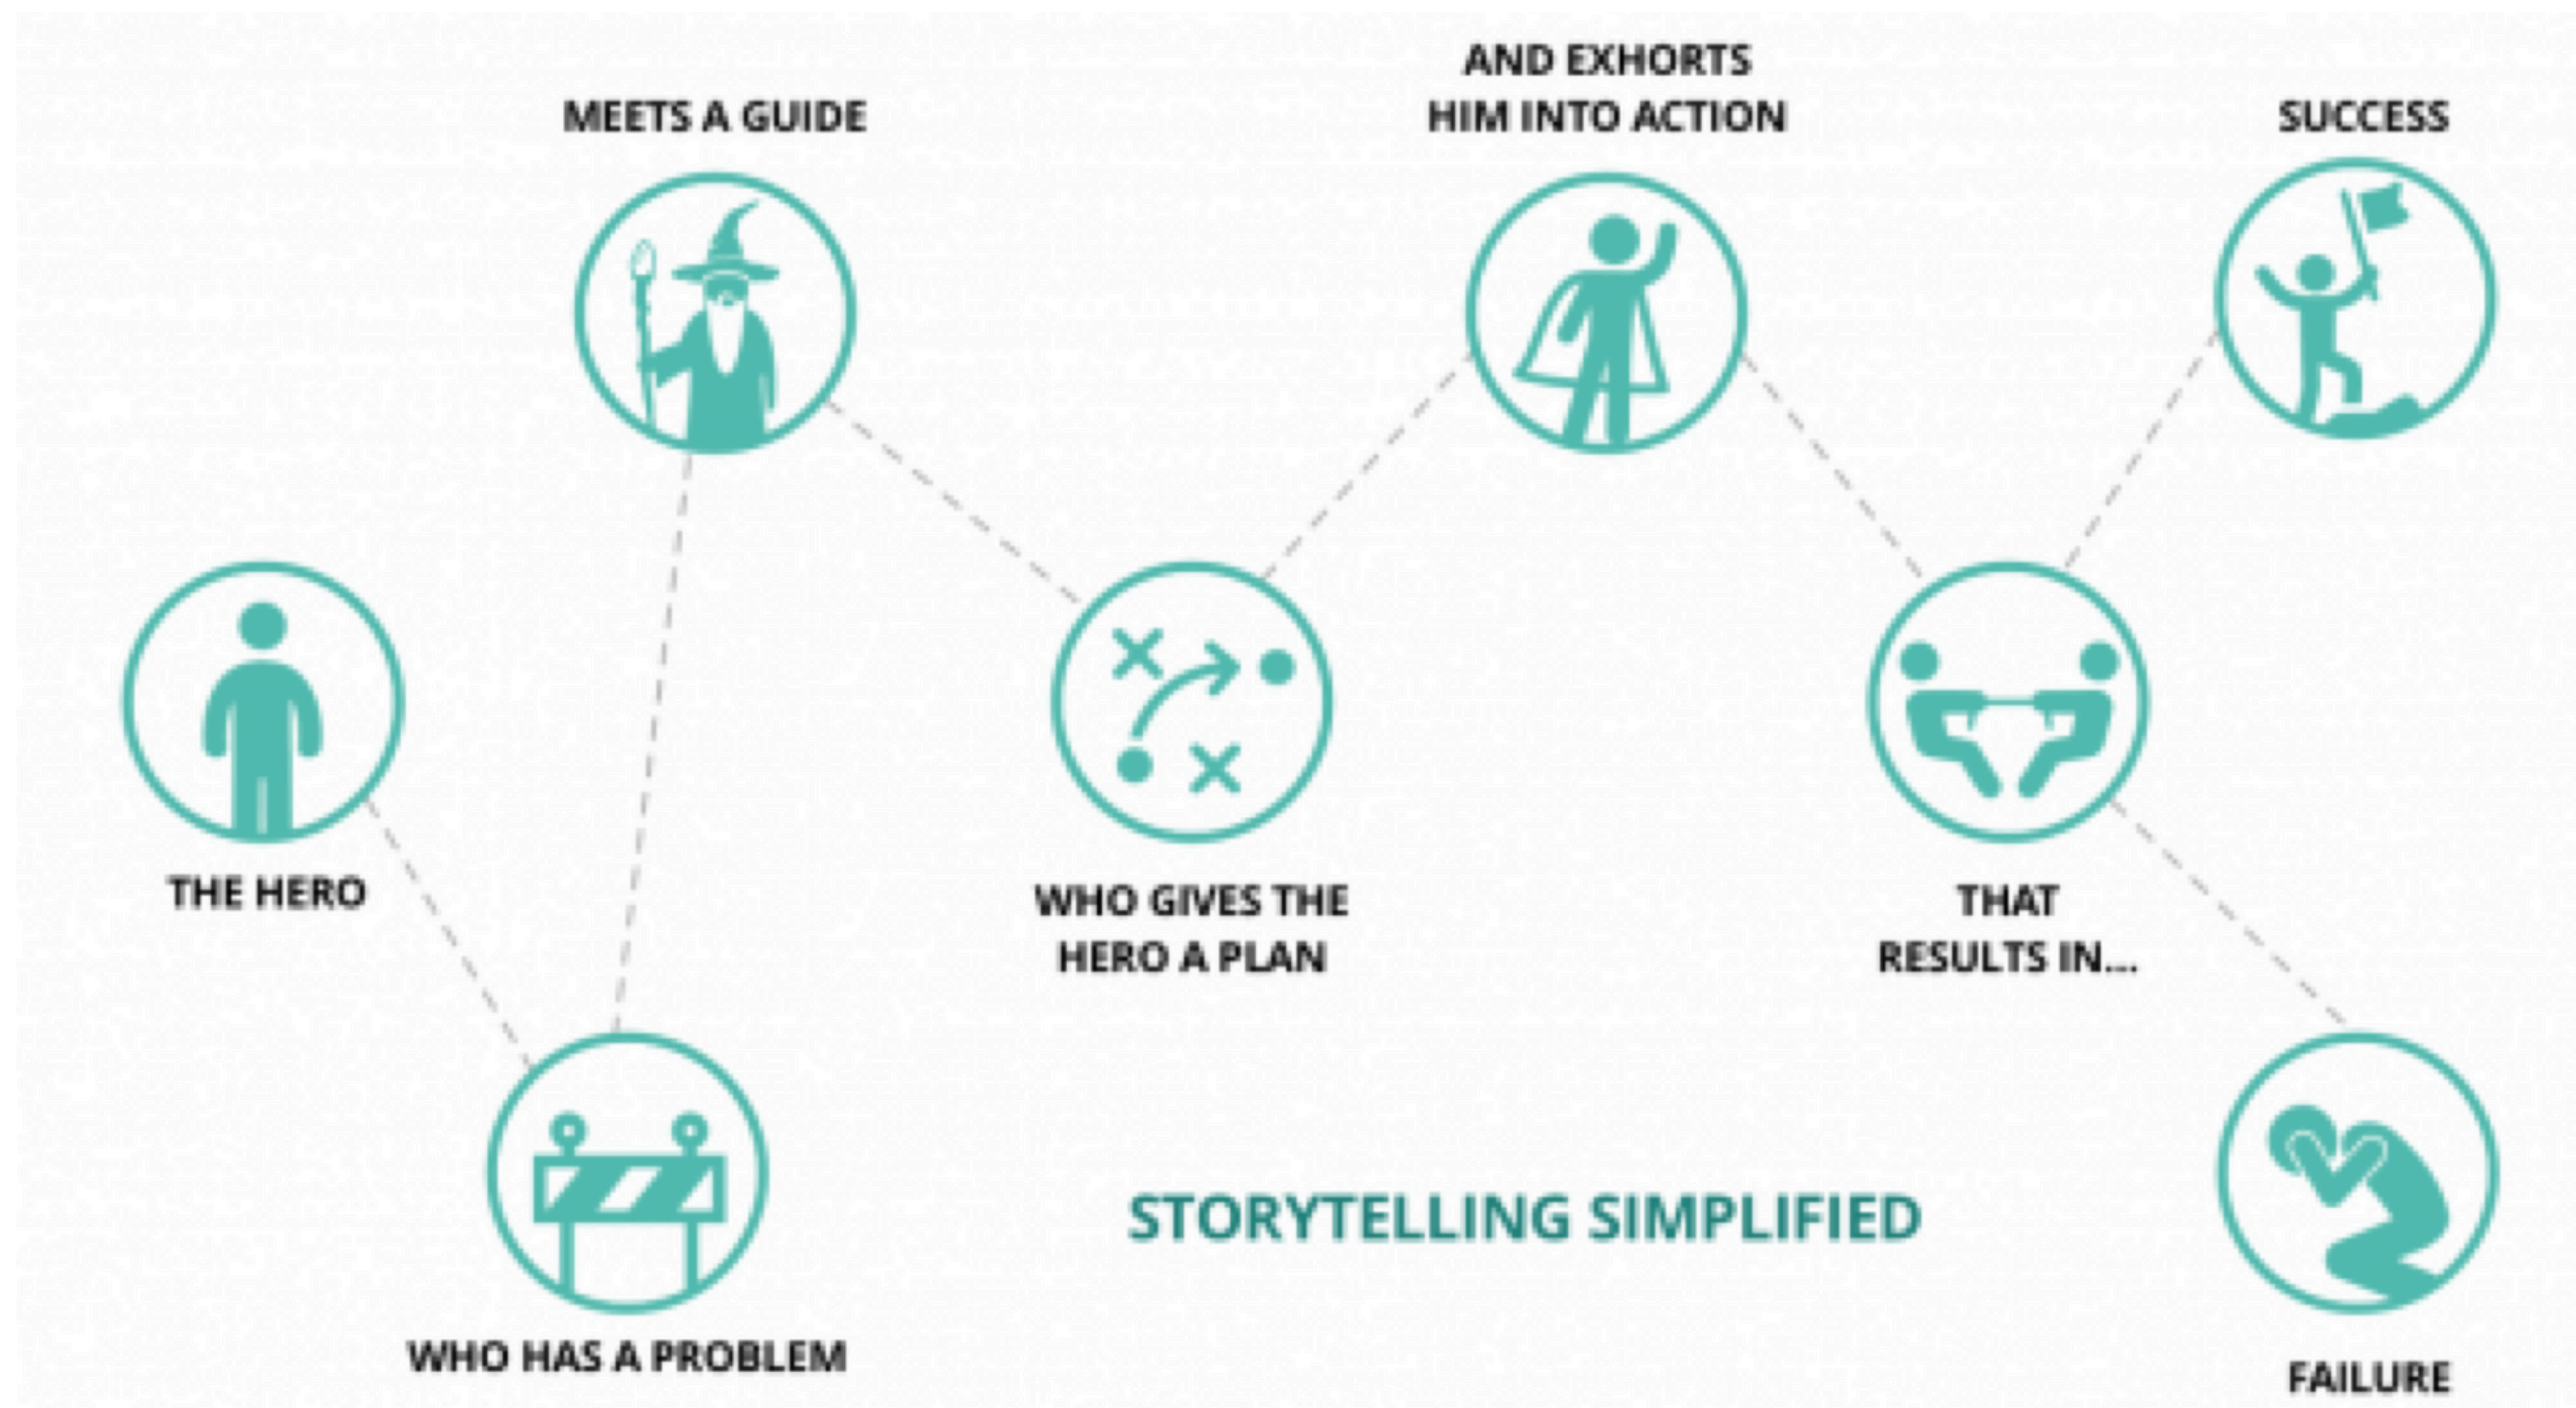 THE HERO
WHO HAS A PROBLEM
MEETS A GUIDE
WHO GIVES THE
HERO A PLAN
AND EXHORTS
HIM INTO ACTION
THAT
RESULTS IN...
SUCCESS
FAILURE
STORYTELLING SIMPLIFIED